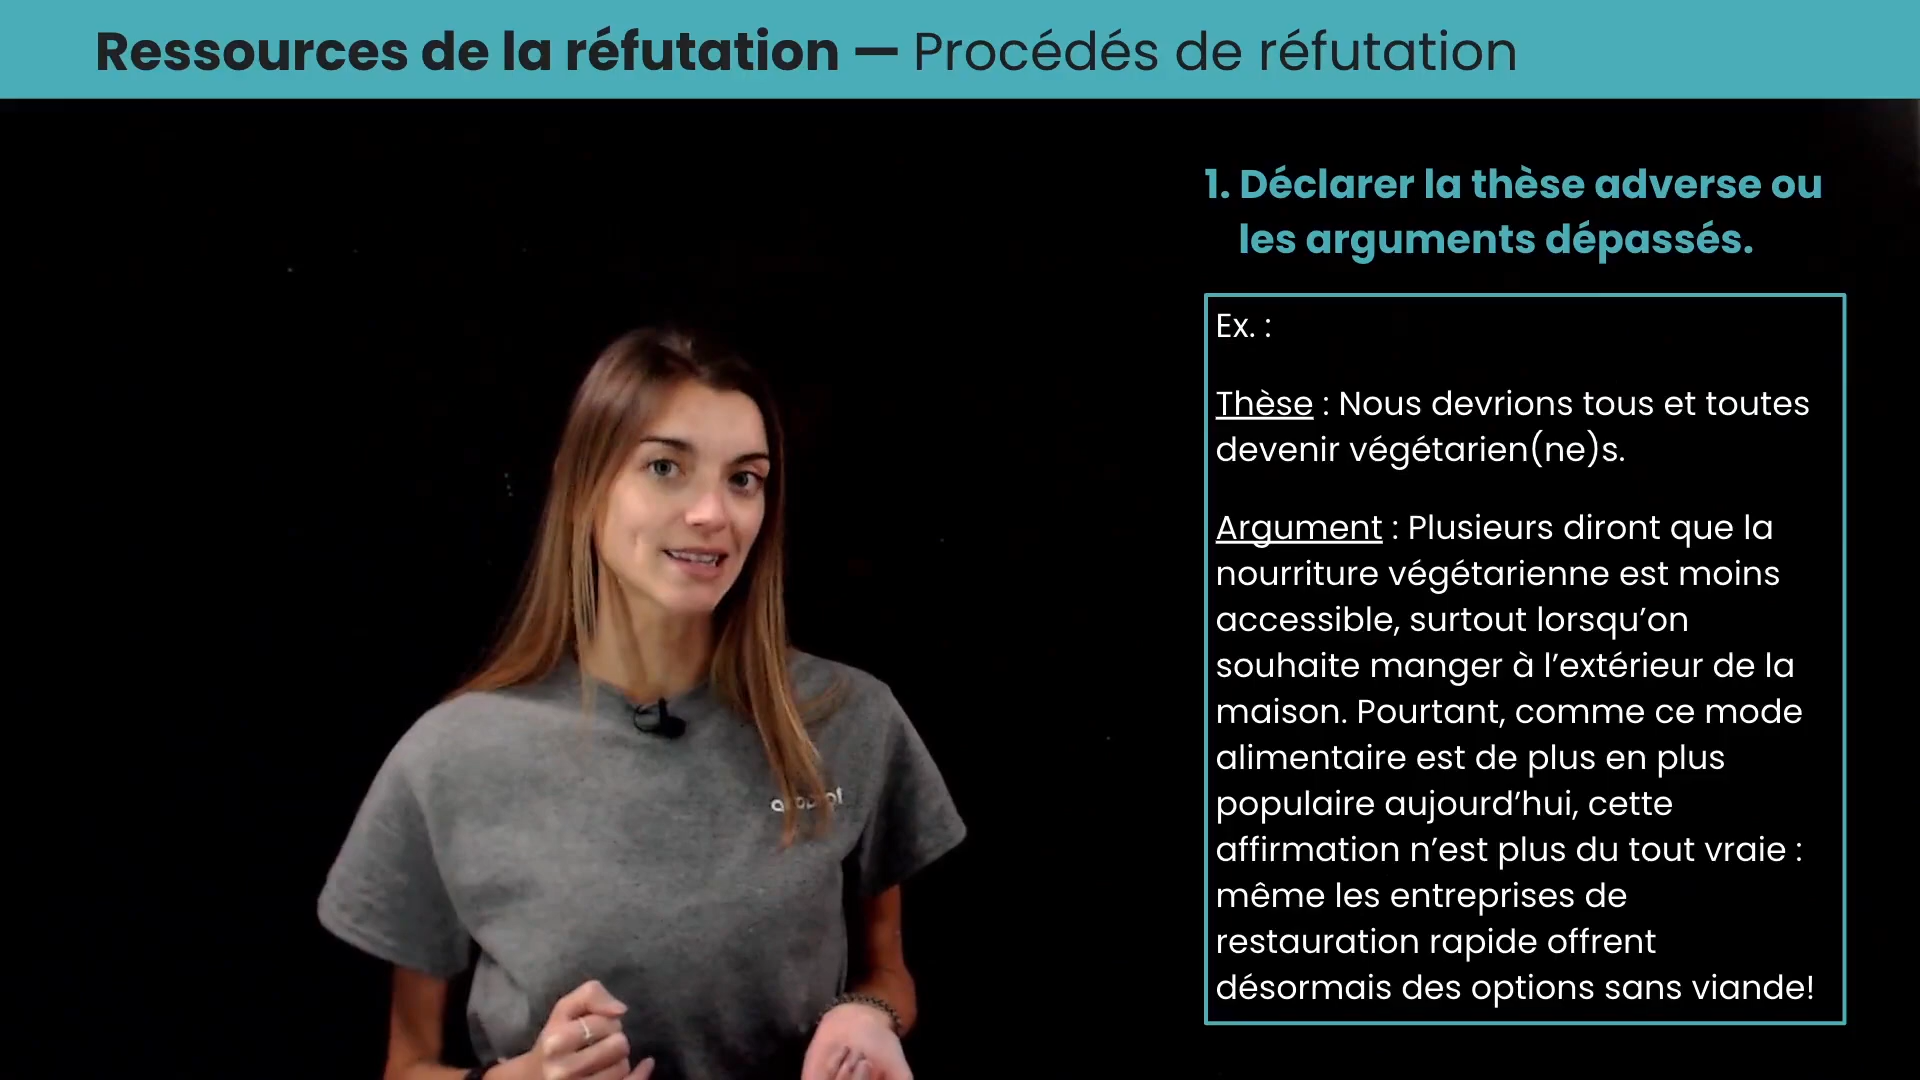 Ressources de la réfutation — Procédés de réfutation
1. Déclarer la thèse adverse ou
les arguments dépassés.
Ex. :
Thèse : Nous devrions tous et toutes
devenir végétarien(ne)s.
Argument : Plusieurs diront que la
nourriture végétarienne est moins
accessible, surtout lorsqu’on
souhaite manger à l’extérieur de la
maison. Pourtant, comme ce mode
alimentaire est de plus en plus
populaire aujourd’hui, cette
affirmation n’est plus du tout vraie :
même les entreprises de
restauration rapide offrent
désormais des options sans viande!